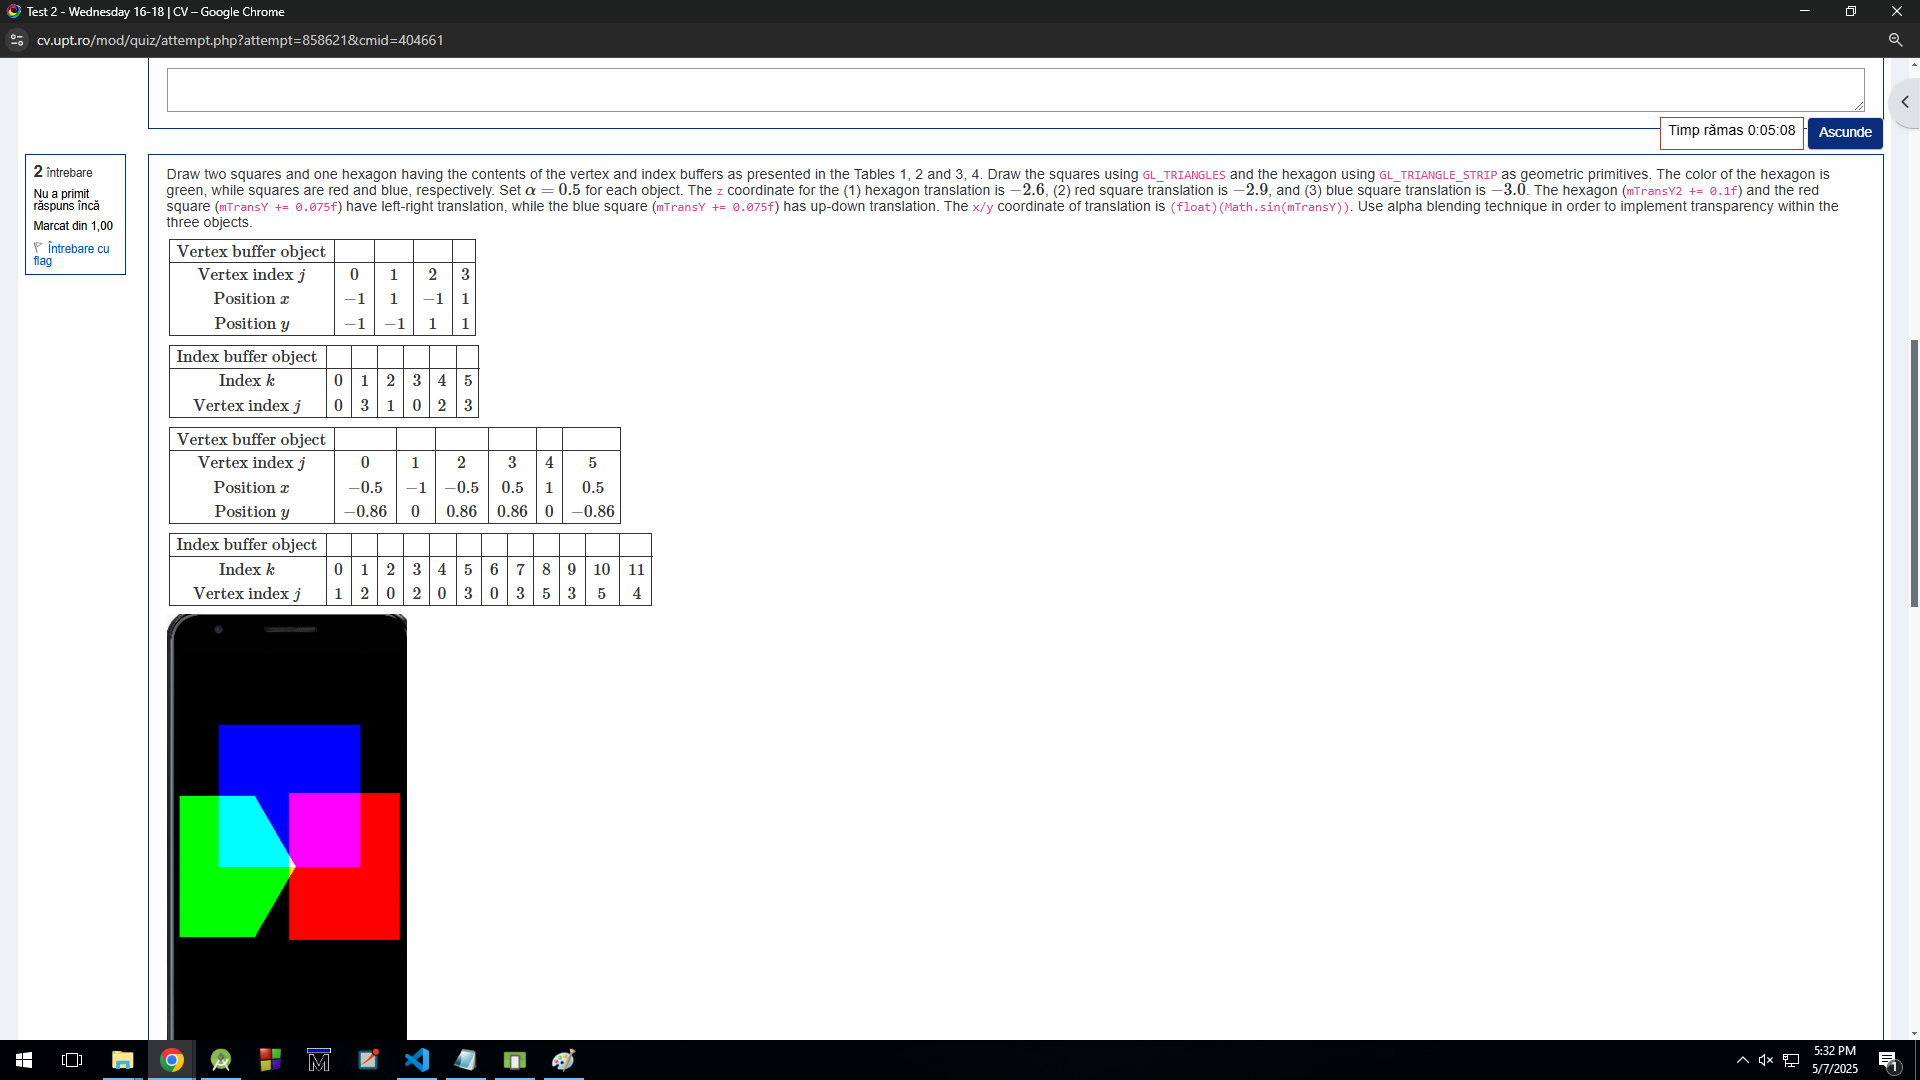 Test 2 - Wednesday 16-18 | CV – Google Chrome
cv.upt.ro/mod/quiz/attempt.php?attempt=858621&cmid=404661
Timp rămas 0:05:08
Ascunde
2 întrebare
Nu a primit
răspuns încă
Marcat din 1,00
Întrebare cu
flag
Draw two squares and one hexagon having the contents of the vertex and index buffers as presented in the Tables 1, 2 and 3, 4. Draw the squares using GL_TRIANGLES and the hexagon using GL_TRIANGLE_STRIP as geometric primitives. The color of the hexagon is
green, while squares are red and blue, respectively. Set α = 0.5 for each object. The z coordinate for the (1) hexagon translation is −2.6, (2) red square translation is −2.9, and (3) blue square translation is −3.0. The hexagon (mTransY2 += 0.1f) and the red
square (mTransY += 0.075f) have left-right translation, while the blue square (mTransY += 0.075f) has up-down translation. The x/y coordinate of translation is (float)(Math.sin(mTransY)). Use alpha blending technique in order to implement transparency within the
three objects.
Vertex buffer object
Vertex index j 0 1 2 3
Position x −1 1 −1 1
Position y −1 −1 1 1
Index buffer object
Index k 0 1 2 3 4 5
Vertex index j 0 3 1 0 2 3
Vertex buffer object
Vertex index j 0 1 2 3 4 5
Position x −0.5 −1 −0.5 0.5 1 0.5
Position y −0.86 0 0.86 0.86 0 −0.86
Index buffer object
Index k 0 1 2 3 4 5 6 7 8 9 10 11
Vertex index j 1 2 0 2 0 3 0 3 5 3 5 4
5:32 PM
5/7/2025
1